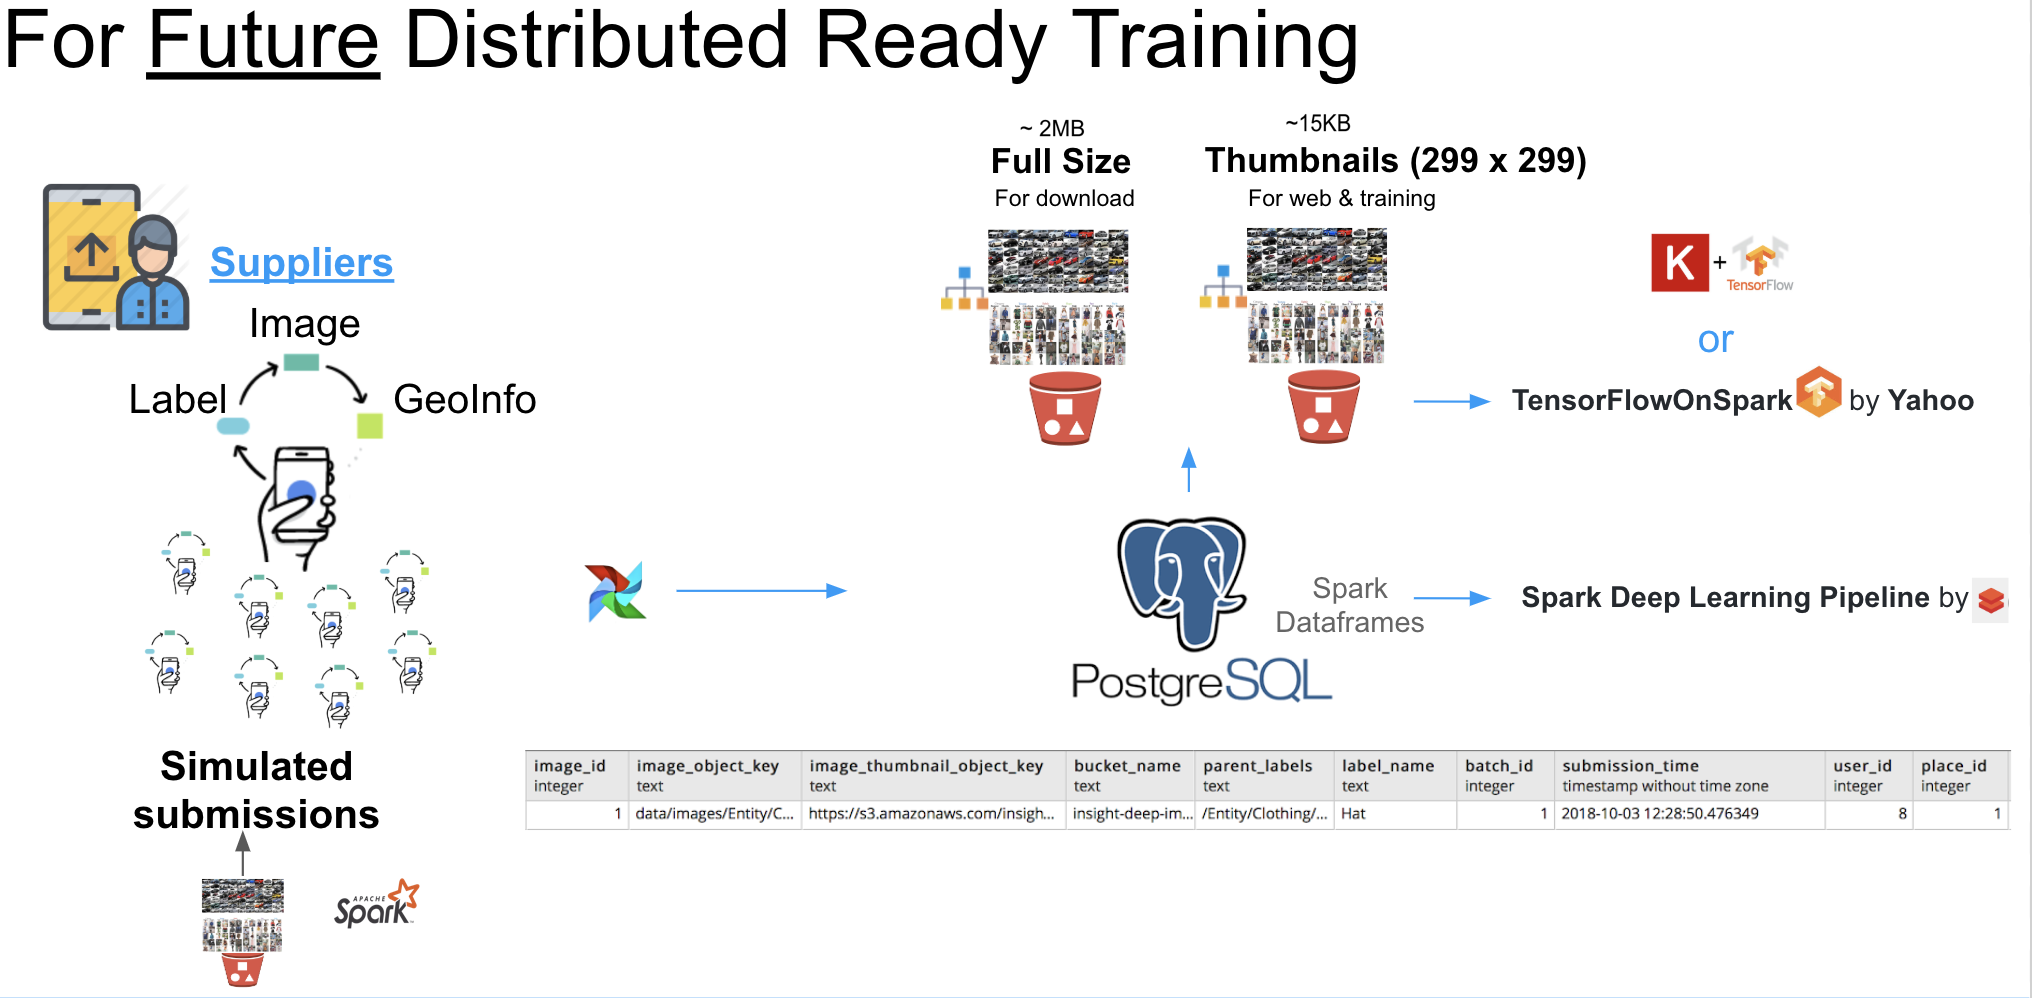 For Future Distributed Ready Training
~ 2MB
Full Size
For download
~15KB
Thumbnails (299 x 299)
For web & training
Suppliers
Image
Label
GeoInfo
K + TensorFlow
or
TensorFlowOnSpark by Yahoo
Spark
Dataframes
Spark Deep Learning Pipeline by
PostgreSQL
Simulated
submissions
APACHE
Spark
image_id image_object_key image_thumbnail_object_key bucket_name parent_labels label_name batch_id submission_time user_id place_id
integer text text text text text integer timestamp without time zone integer integer
1 data/images/Entity/C... https://s3.amazonaws.com/insigh... insight-deep-im... /Entity/Clothing/... Hat 1 2018-10-03 12:28:50.476349 8 1